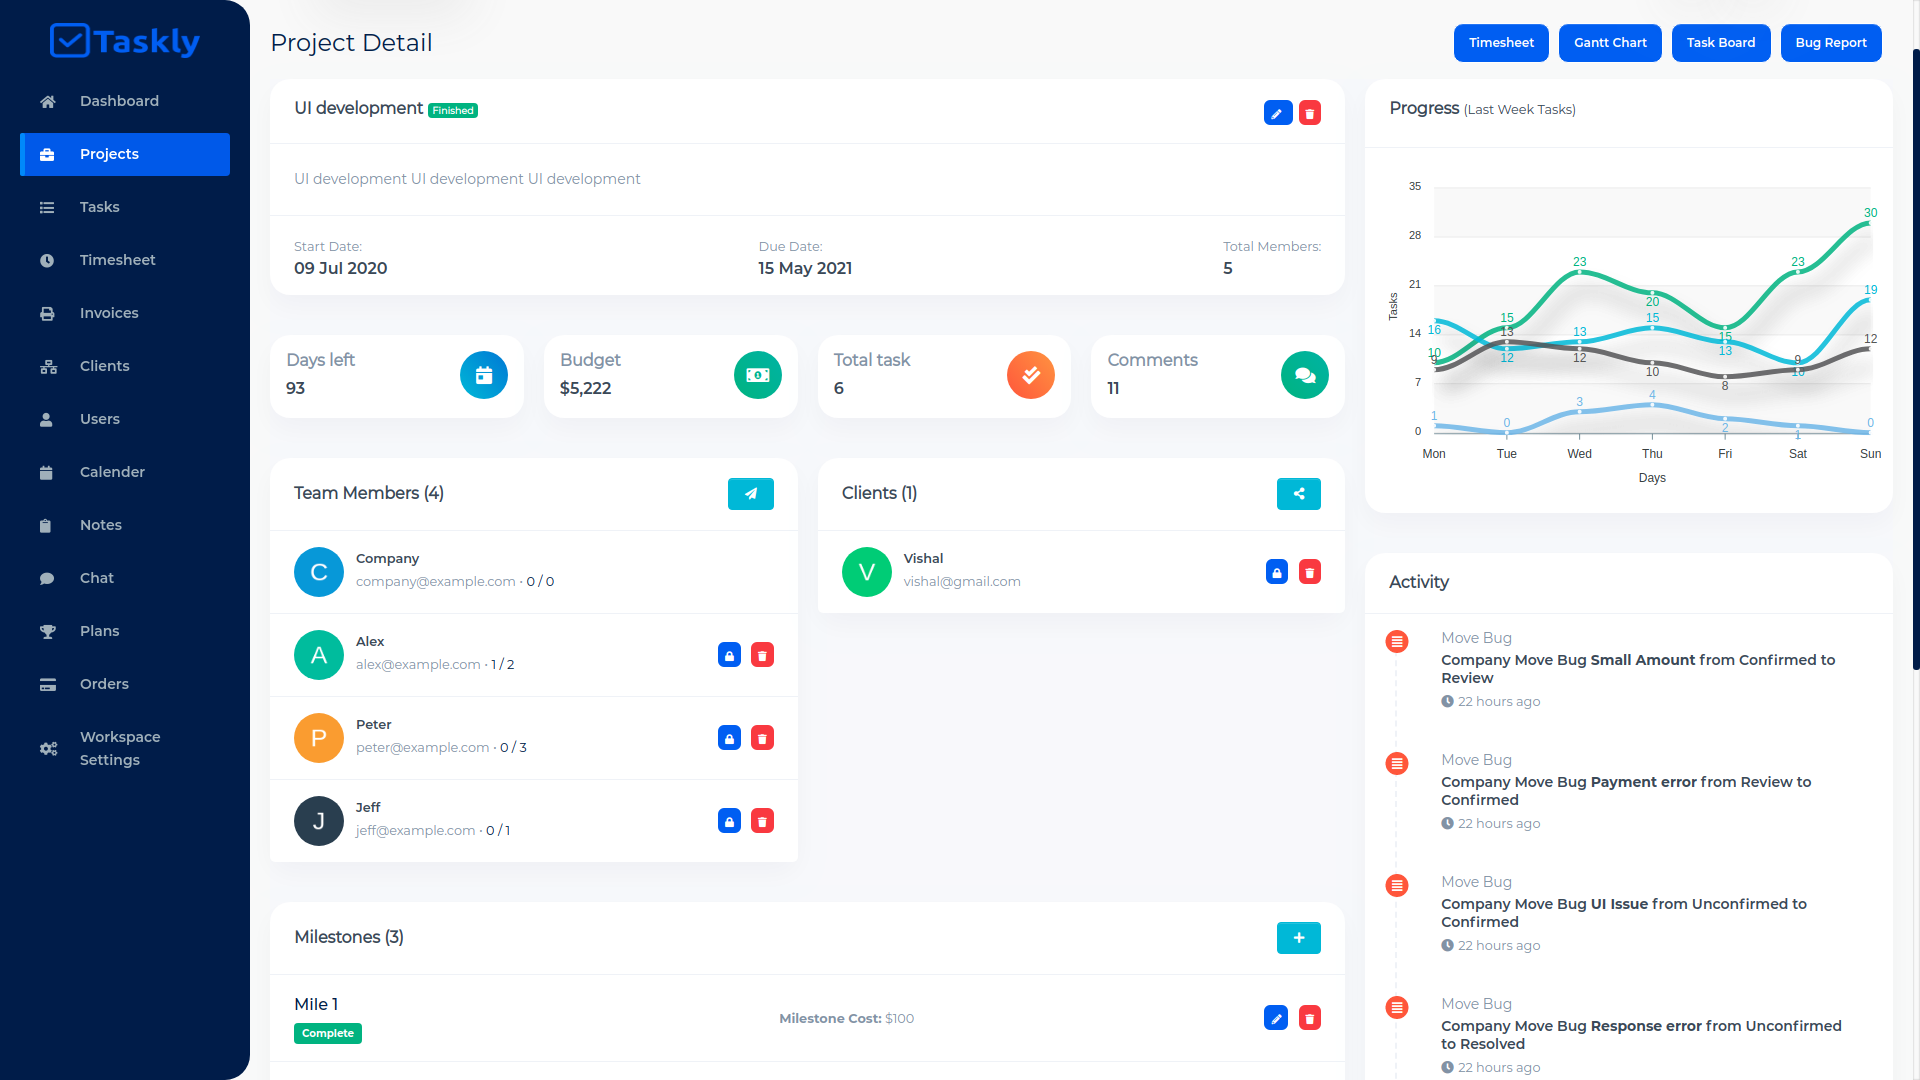 Taskly
Dashboard
Projects
Tasks
Timesheet
Invoices
Clients
Users
Calender
Notes
Chat
Plans
Orders
Workspace
Settings
Project Detail
Timesheet
Gantt Chart
Task Board
Bug Report
UI development Finished
UI development UI development UI development
Start Date:
09 Jul 2020
Due Date:
15 May 2021
Total Members:
5
Days left
93
Budget
$5,222
Total task
6
Comments
11
Team Members (4)
C
Company
company@example.com · 0 / 0
A
Alex
alex@example.com · 1 / 2
P
Peter
peter@example.com · 0 / 3
J
Jeff
jeff@example.com · 0 / 1
Clients (1)
V
Vishal
vishal@gmail.com
Milestones (3)
Mile 1
Complete
Milestone Cost: $100
Progress (Last Week Tasks)
35
28
21
14
7
0
Tasks
10
15
23
20
15
23
30
16
12
13
15
13
10
19
9
13
12
10
8
9
12
1
0
3
4
2
1
0
Mon
Tue
Wed
Thu
Fri
Sat
Sun
Days
Activity
Move Bug
Company Move Bug Small Amount from Confirmed to
Review
22 hours ago
Move Bug
Company Move Bug Payment error from Review to
Confirmed
22 hours ago
Move Bug
Company Move Bug UI Issue from Unconfirmed to
Confirmed
22 hours ago
Move Bug
Company Move Bug Response error from Unconfirmed
to Resolved
22 hours ago